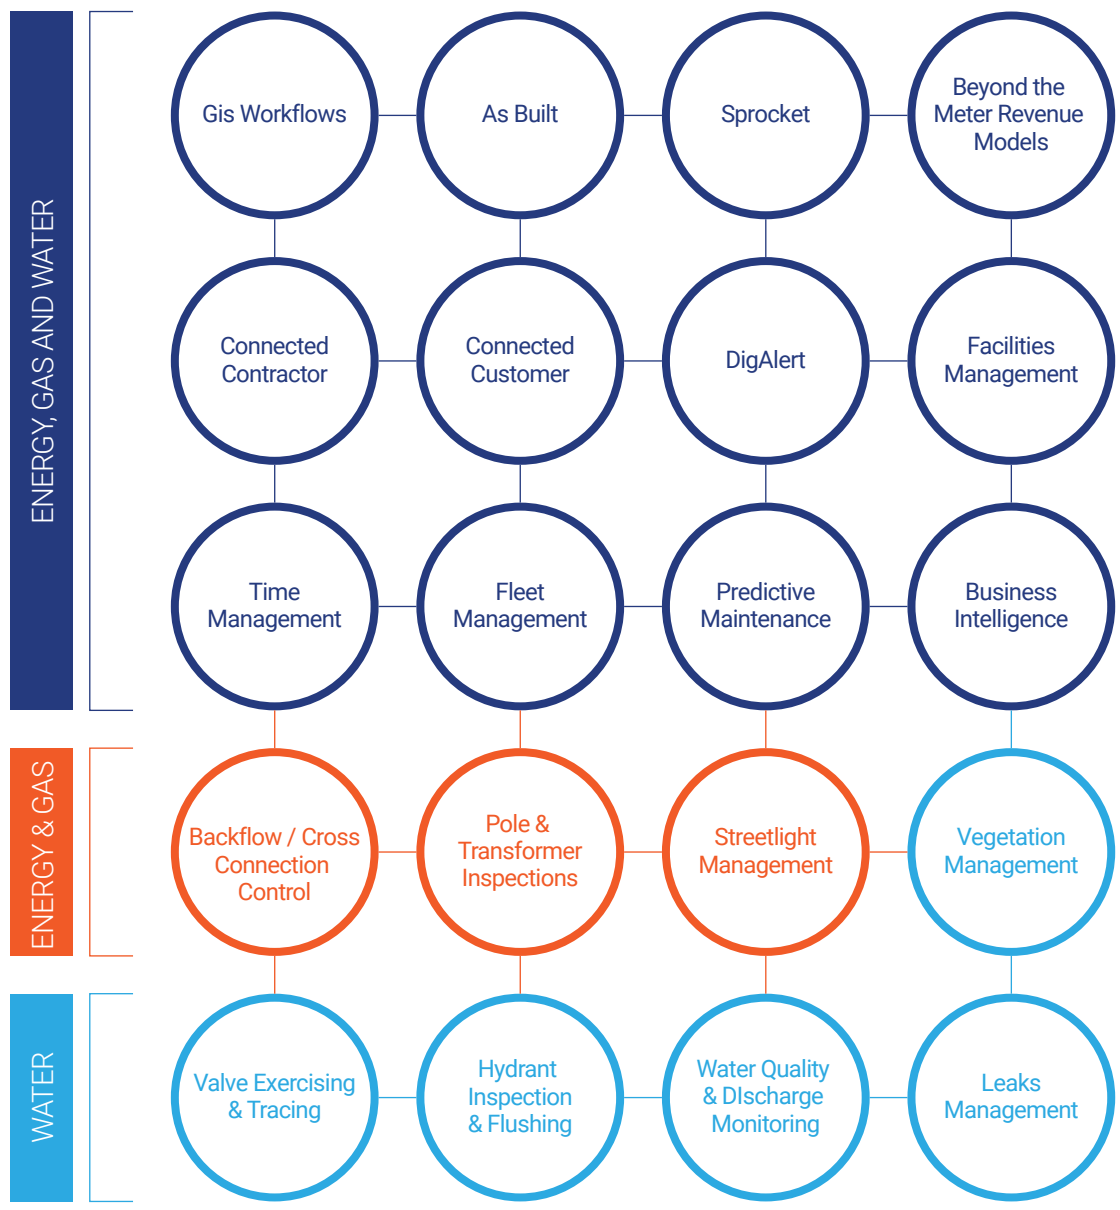 ENERGY, GAS AND WATER
Gis Workflows
As Built
Sprocket
Beyond the
Meter Revenue
Models
Connected
Contractor
Connected
Customer
DigAlert
Facilities
Management
Time
Management
Fleet
Management
Predictive
Maintenance
Business
Intelligence
ENERGY & GAS
Backflow / Cross
Connection
Control
Pole &
Transformer
Inspections
Streetlight
Management
Vegetation
Management
WATER
Valve Exercising
& Tracing
Hydrant
Inspection
& Flushing
Water Quality
& DIscharge
Monitoring
Leaks
Management